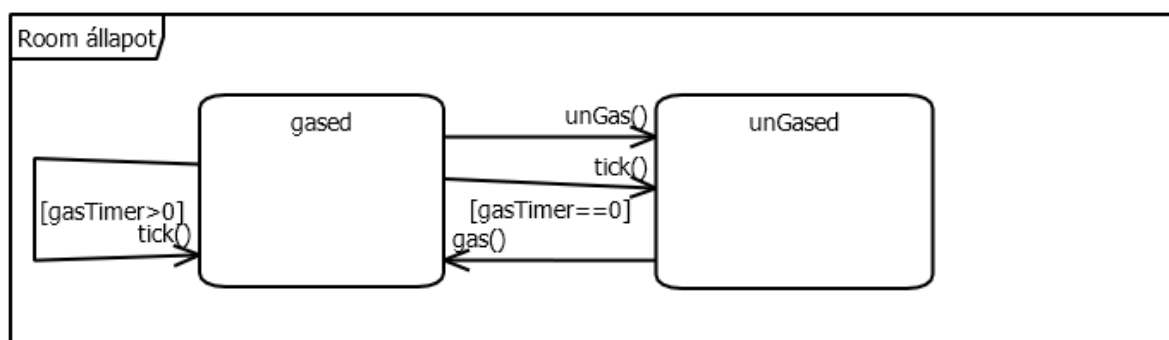 Room állapot
gased
unGas()
unGased
tick()
[gasTimer>0]
[gasTimer==0]
tick()
gas()